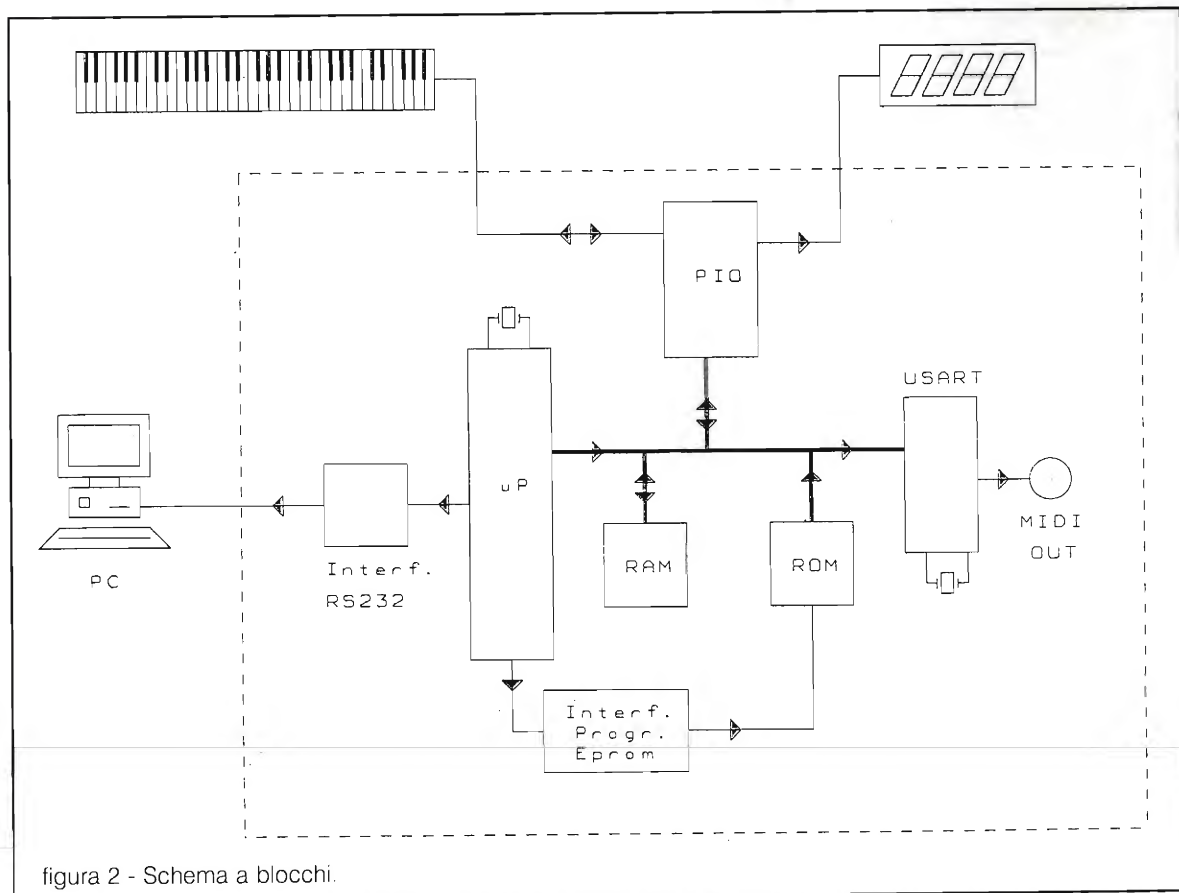 PIO
USART
uP
MIDI
OUT
RAM
ROM
Interf.
RS232
PC
Interf.
Progr.
Eprom
figura 2 - Schema a blocchi.